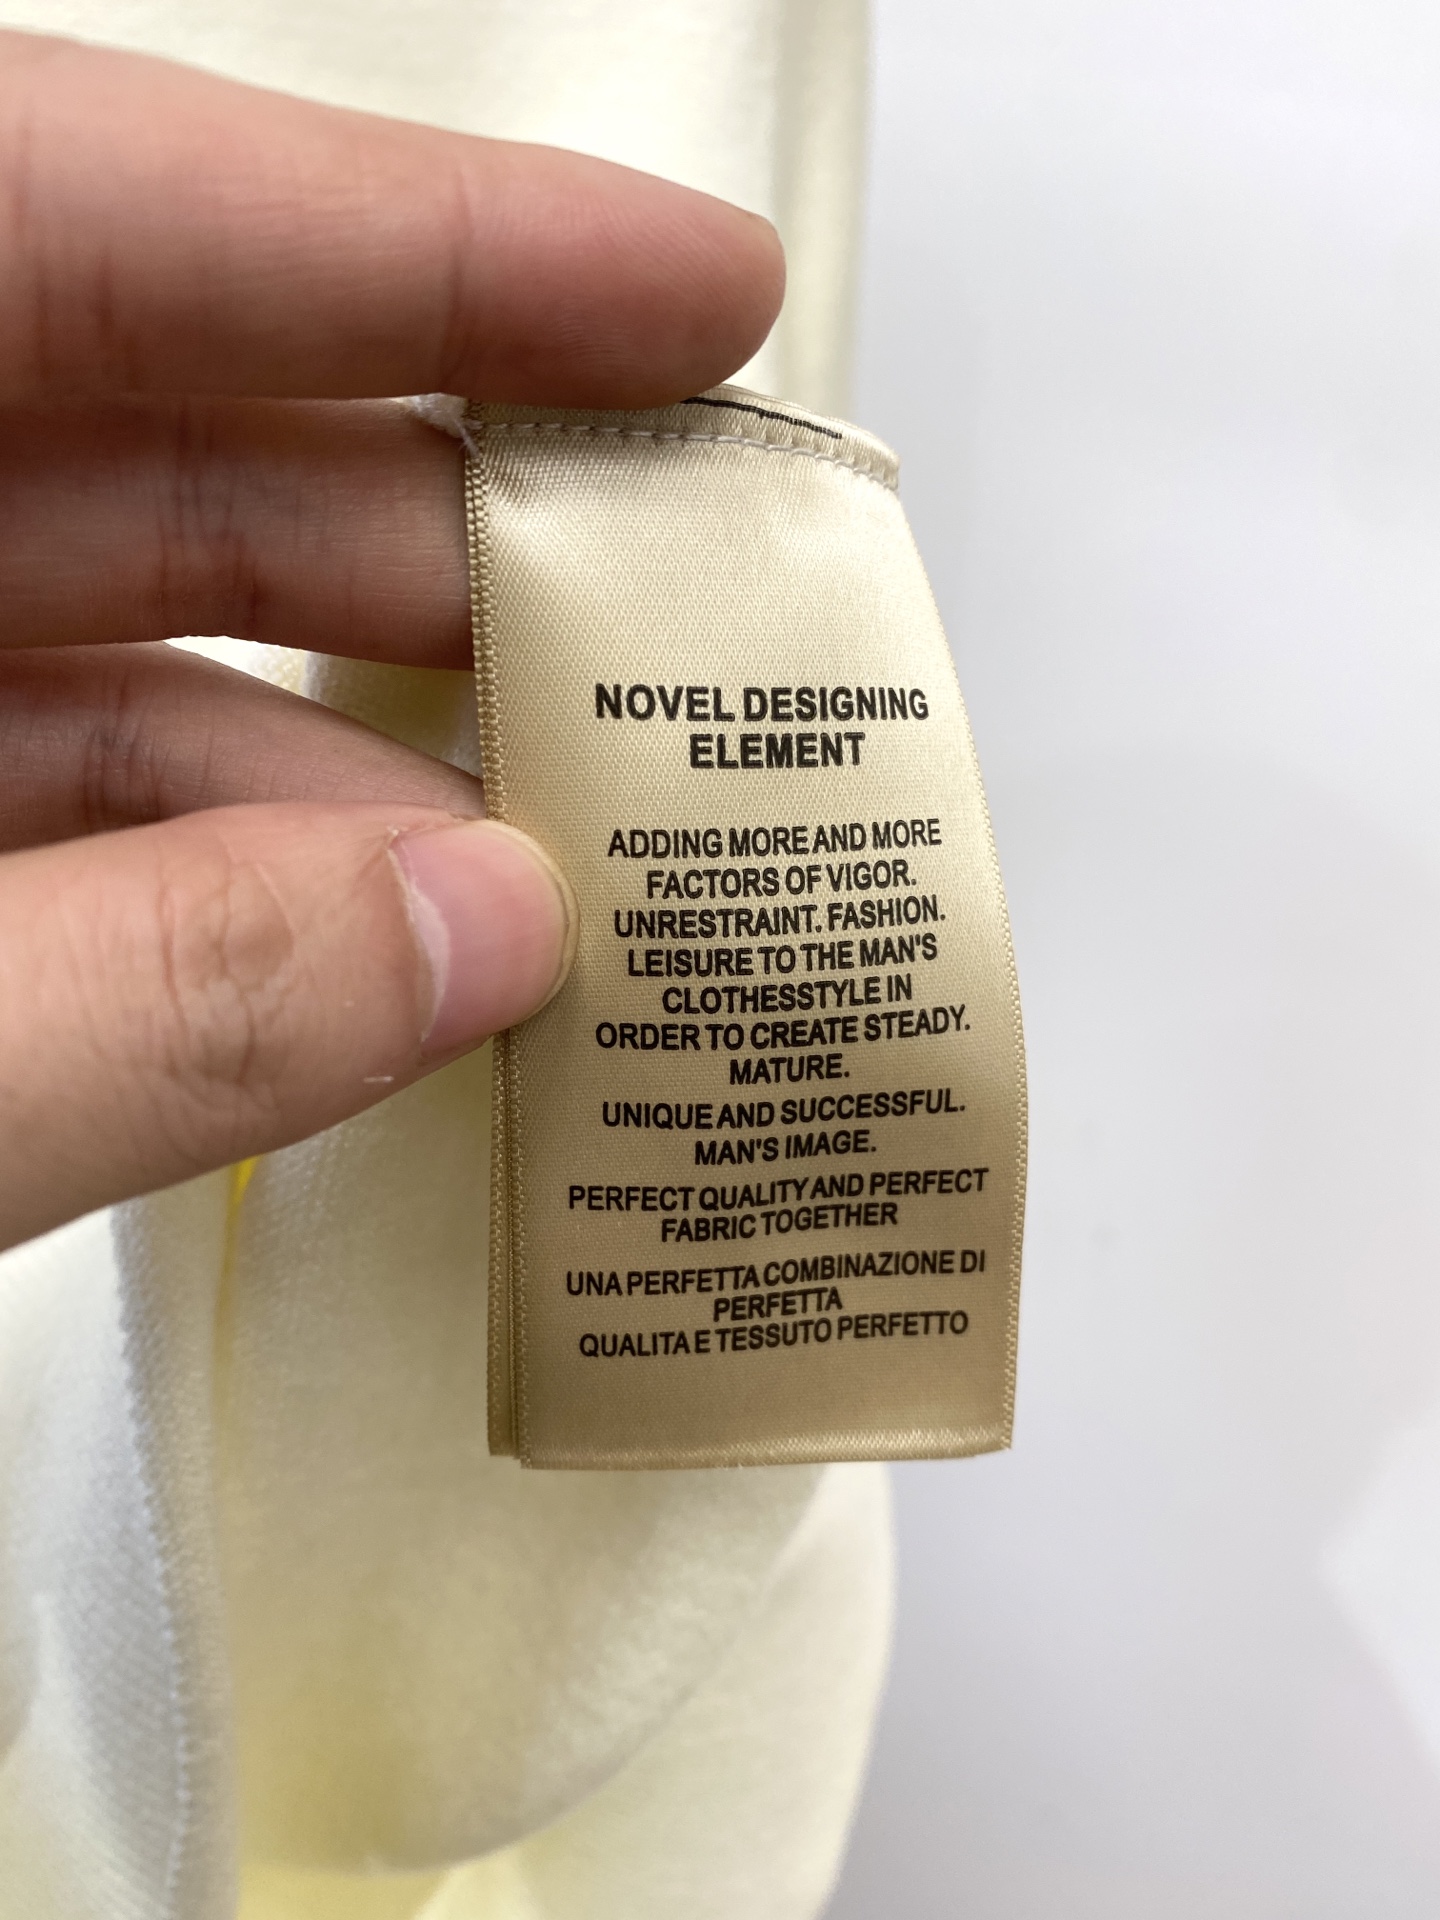 NOVEL DESIGNING
ELEMENT
ADDING MORE AND MORE
FACTORS OF VIGOR.
UNRESTRAINT. FASHION.
LEISURE TO THE MAN'S
CLOTHESSTYLE IN
ORDER TO CREATE STEADY.
MATURE.
UNIQUE AND SUCCESSFUL.
MAN'S IMAGE.
PERFECT QUALITY AND PERFECT
FABRIC TOGETHER
UNA PERFETTA COMBINAZIONE DI
PERFETTA
QUALITA E TESSUTO PERFETTO